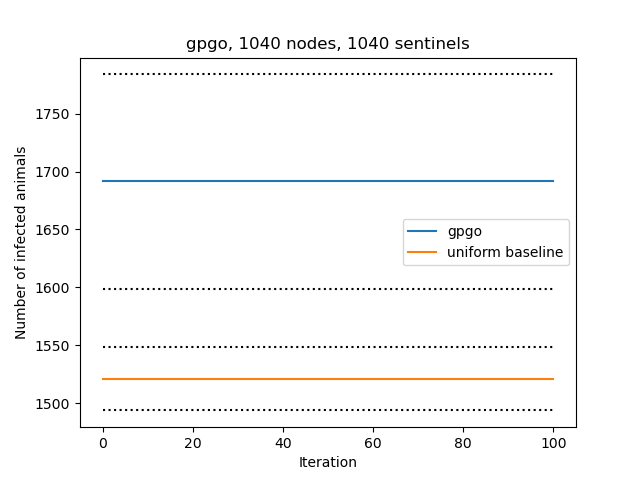 gpgo, 1040 nodes, 1040 sentinels
1750
1700
1650
1600
1550
1500
Number of infected animals
gpgo
uniform baseline
0 20 40 60 80 100
Iteration